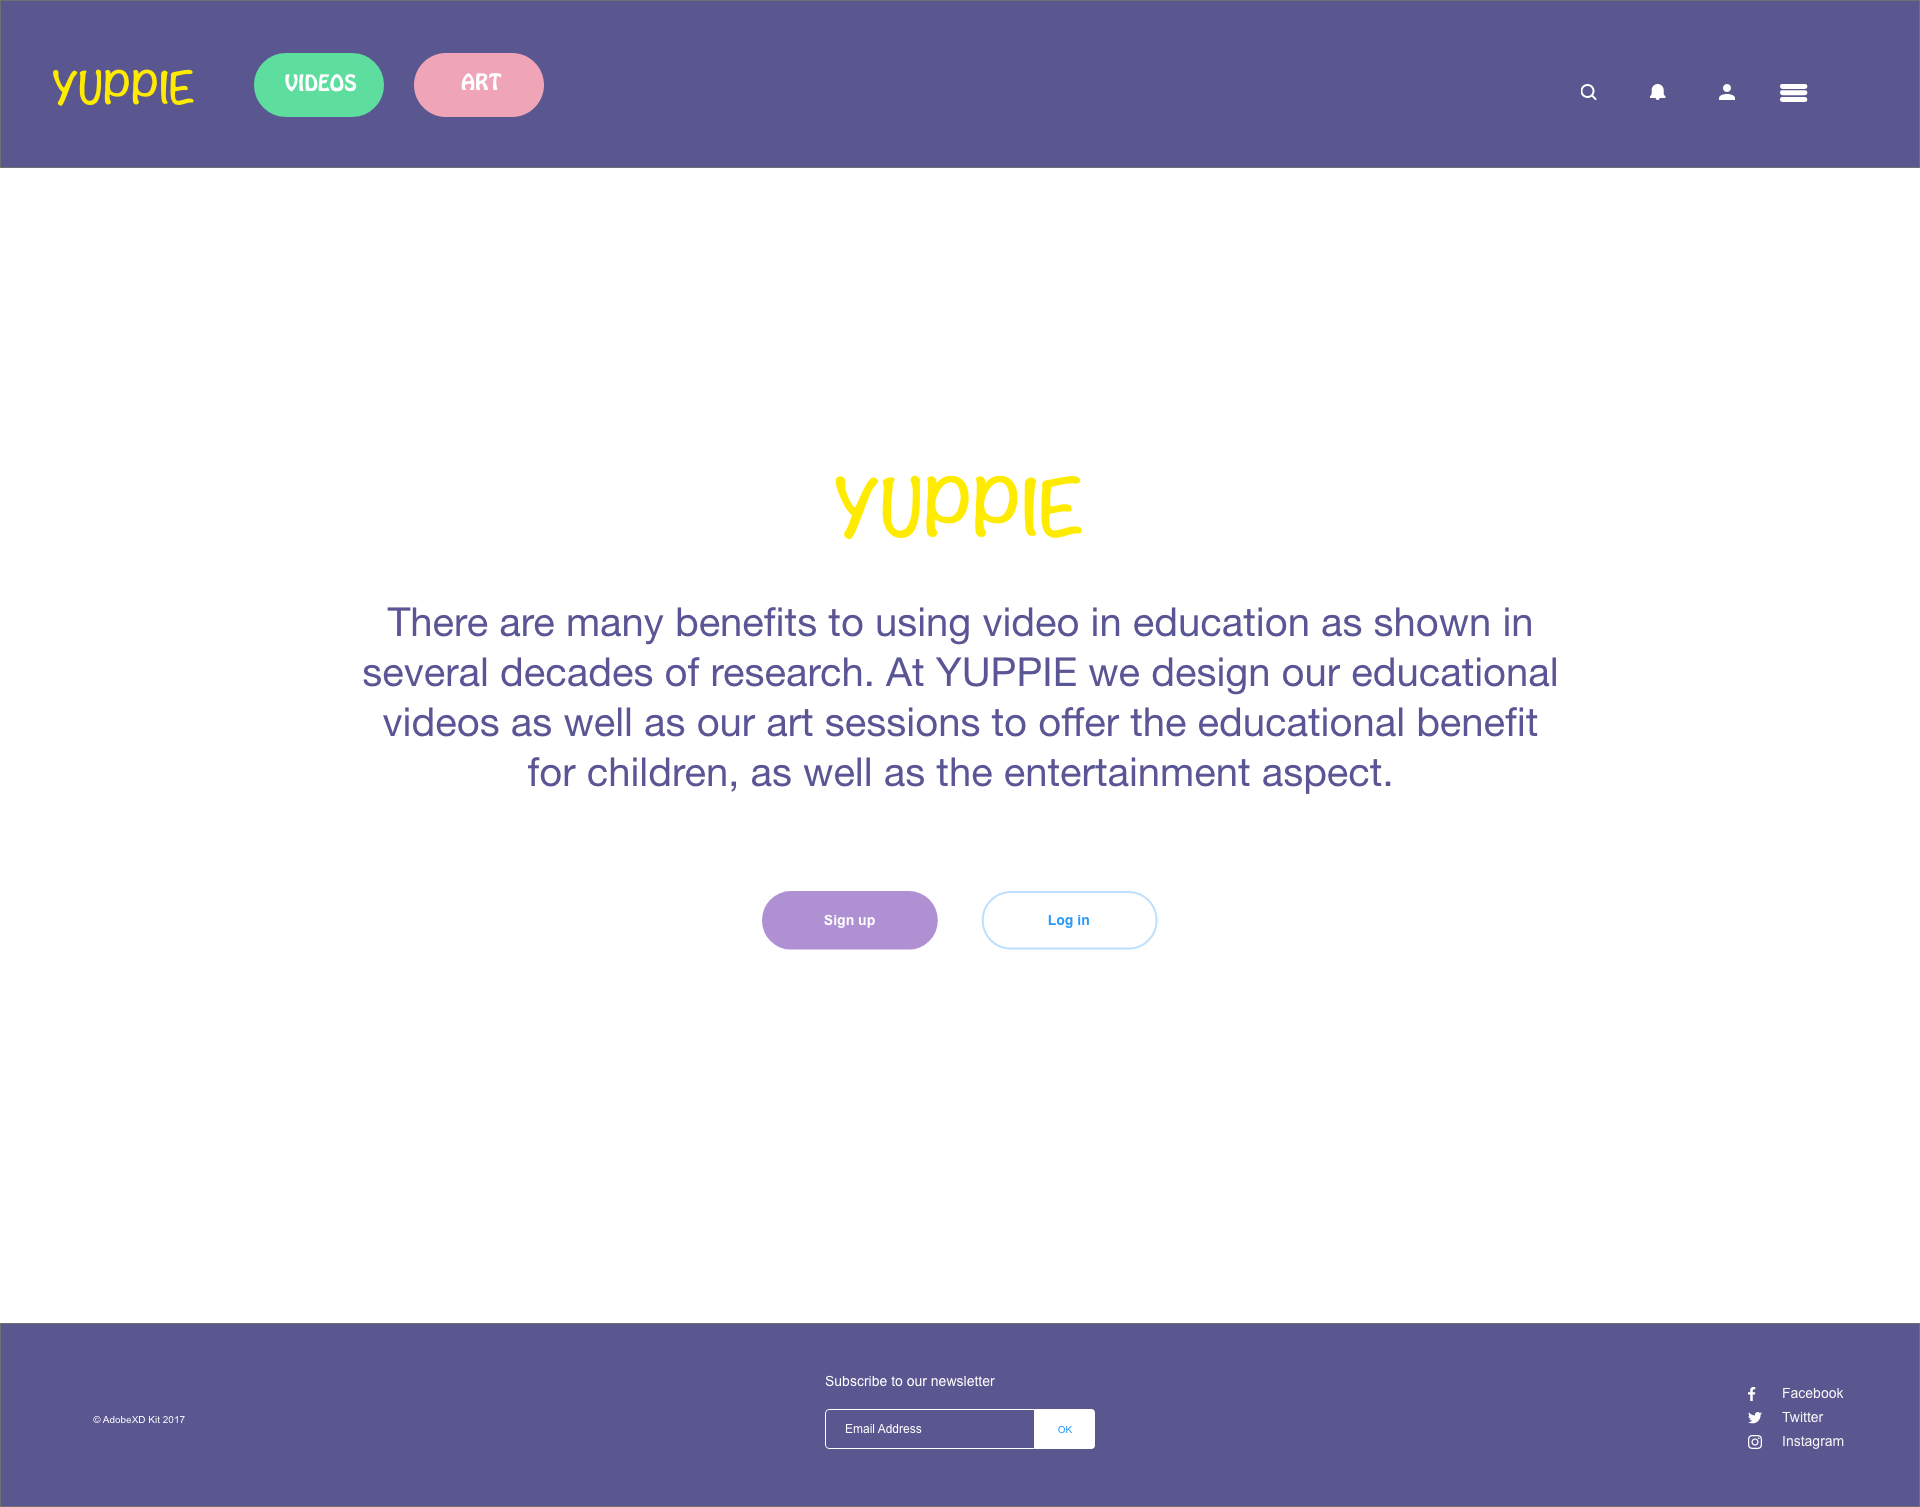 YUPPIE
VIDEOS
ART
YUPPIE
There are many benefits to using video in education as shown in
several decades of research. At YUPPIE we design our educational
videos as well as our art sessions to offer the educational benefit
for children, as well as the entertainment aspect.
Sign up
Log in
© AdobeXD Kit 2017
Subscribe to our newsletter
Email Address
OK
Facebook
Twitter
Instagram